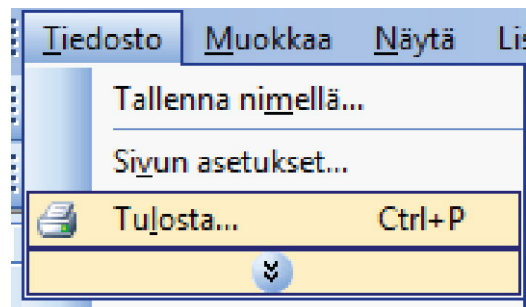 Tiedosto Muokkaa Näytä
Tallenna nimellä...
Sivun asetukset...
Tulosta... Ctrl+P